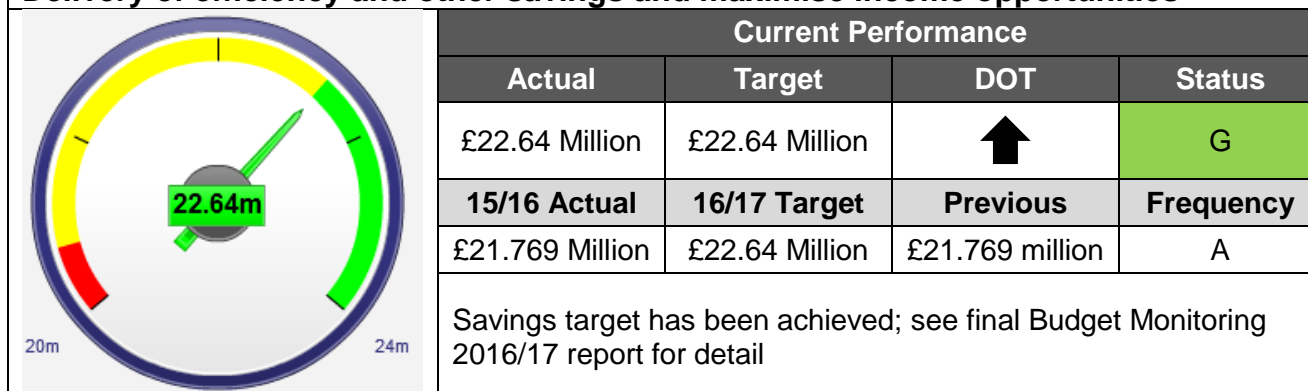 Delivery of efficiency and other savings and maximise income opportunities
Current Performance
Actual Target DOT Status
£22.64 Million £22.64 Million G
15/16 Actual 16/17 Target Previous Frequency
£21.769 Million £22.64 Million £21.769 million A
Savings target has been achieved; see final Budget Monitoring
2016/17 report for detail
22.64m
20m 24m